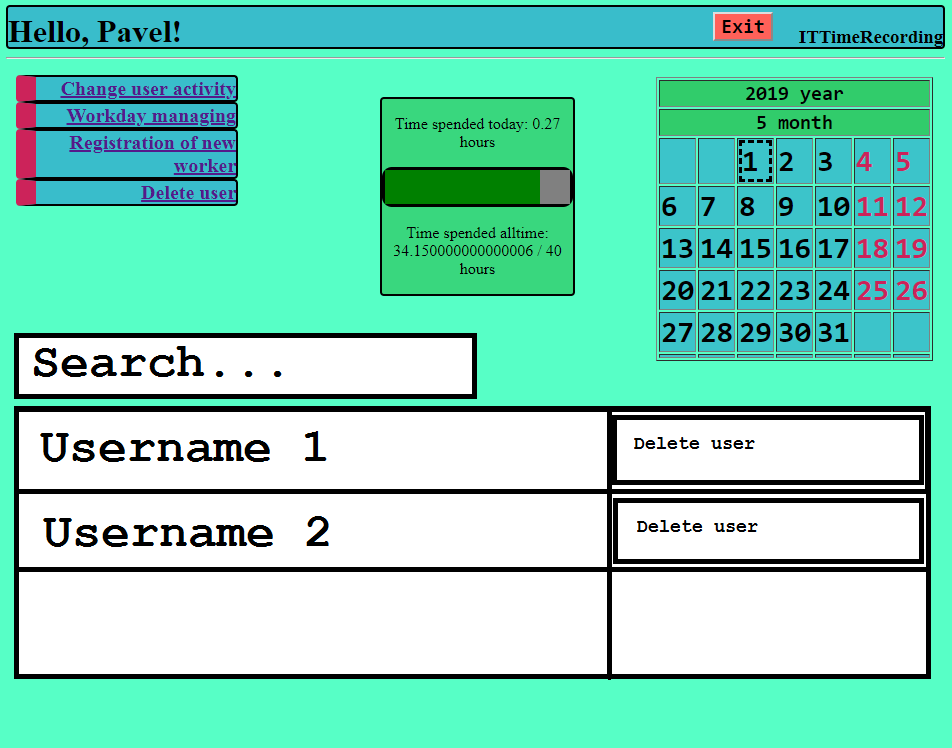 Hello, Pavel!
Exit
ITTimeRecording
Change user activity
Workday managing
Registration of new
worker
Delete user
Time spended today: 0.27
hours
Time spended alltime:
34.150000000000006 / 40
hours
2019 year
5 month
1 2 3 4 5
6 7 8 9 10 11 12
13 14 15 16 17 18 19
20 21 22 23 24 25 26
27 28 29 30 31
Search...
Username 1
Delete user
Username 2
Delete user